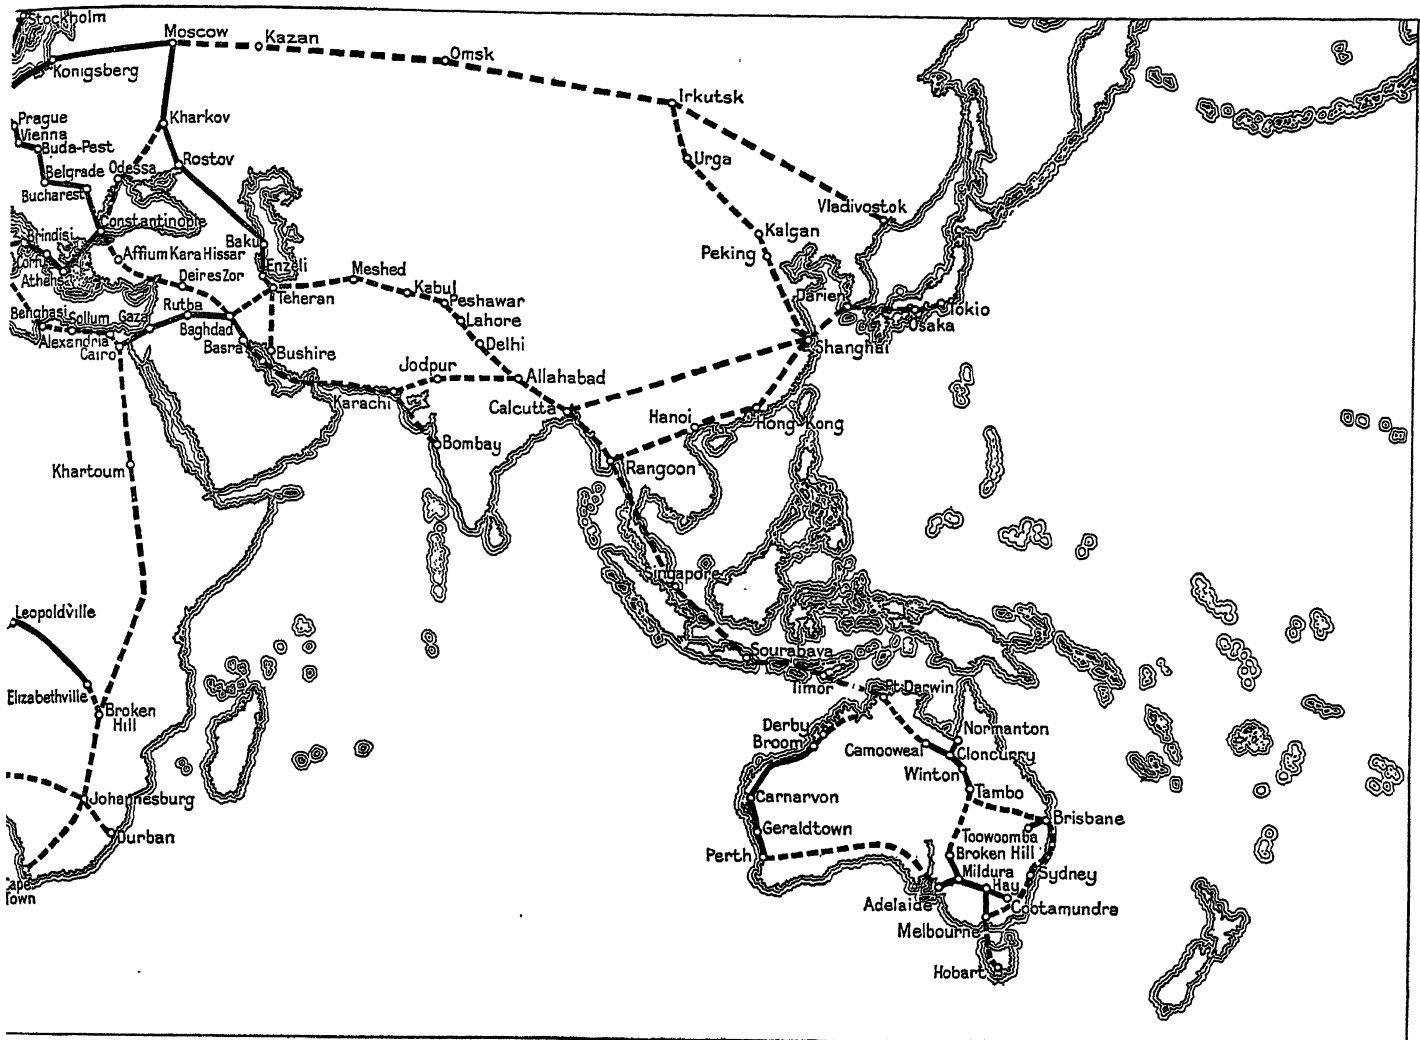 Stockholm
Moscow
Kazan
Omsk
Konigsberg
Irkutsk
Prague
Vienna
Buda-Pest
Kharkov
Urga
Rostov
Belgrade
Odessa
Bucharest
Vladivostok
Constantinople
Kalgan
Brindisi
Baku
Peking
Corfu
Affium Kara Hissar
Enzeli
Meshed
Athens
Deires Zor
Kabul
Teheran
Peshawar
Darien
Tokio
Benghasi
Sollum
Gaza
Rutba
Lahore
Osaka
Alexandria
Baghdad
Delhi
Cairo
Basra
Bushire
Shanghai
Jodpur
Allahabad
Karachi
Calcutta
Hanoi
Hong Kong
Bombay
Khartoum
Rangoon
Singapore
Leopoldville
Sourabaya
Elizabethville
Timor
Pt Darwin
Broken
Hill
Derby
Normanton
Broom
Camooweal
Cloncurry
Winton
Johannesburg
Carnarvon
Tambo
Durban
Geraldtown
Brisbane
Toowoomba
Perth
Broken Hill
Mildura
Sydney
Hay
Cape
Town
Adelaide
Cootamundra
Melbourne
Hobart